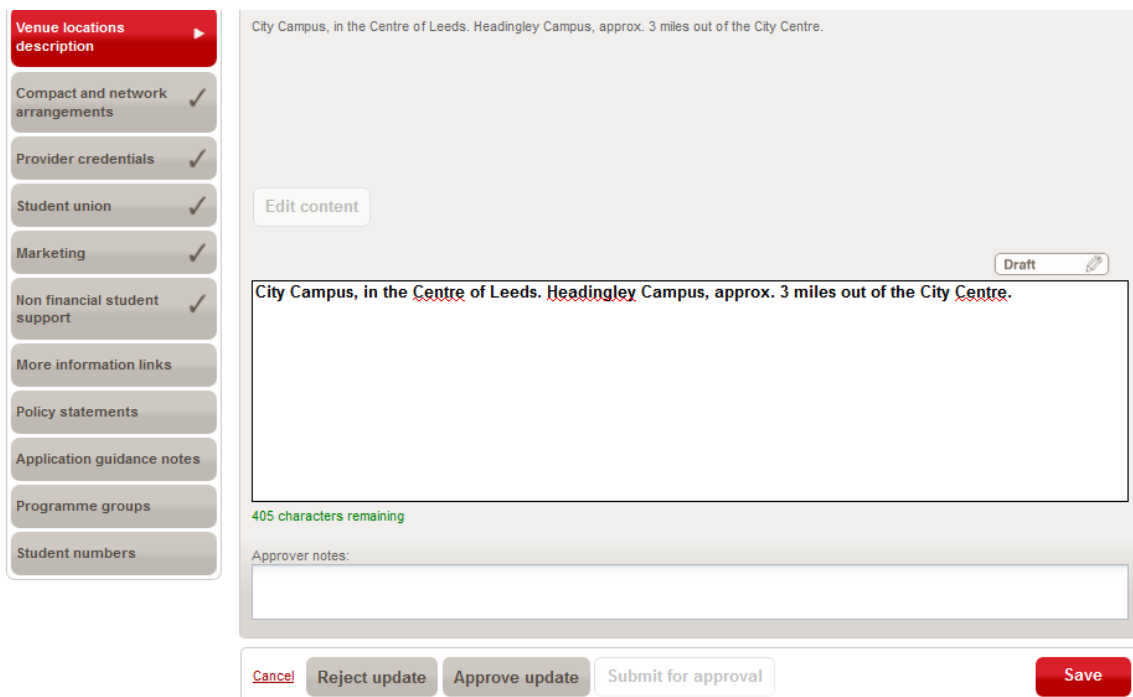 Venue locations
description
Compact and network
arrangements
Provider credentials
Student union
Marketing
Non financial student
support
More information links
Policy statements
Application guidance notes
Programme groups
Student numbers
City Campus, in the Centre of Leeds. Headingley Campus, approx. 3 miles out of the City Centre.
Edit content
Draft
City Campus, in the Centre of Leeds. Headingley Campus, approx. 3 miles out of the City Centre.
405 characters remaining
Approver notes:
Cancel Reject update Approve update Submit for approval Save